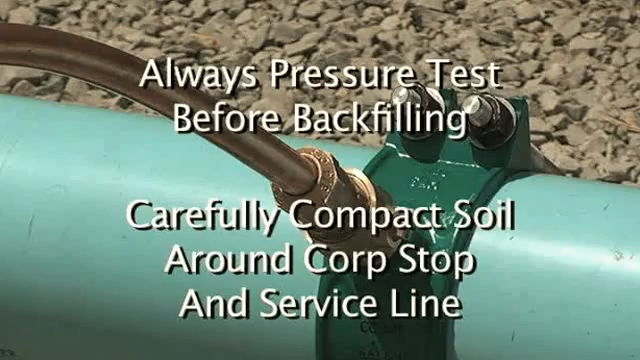 Always Pressure Test
Before Backfilling
Carefully Compact Soil
Around Corp Stop
And Service Line